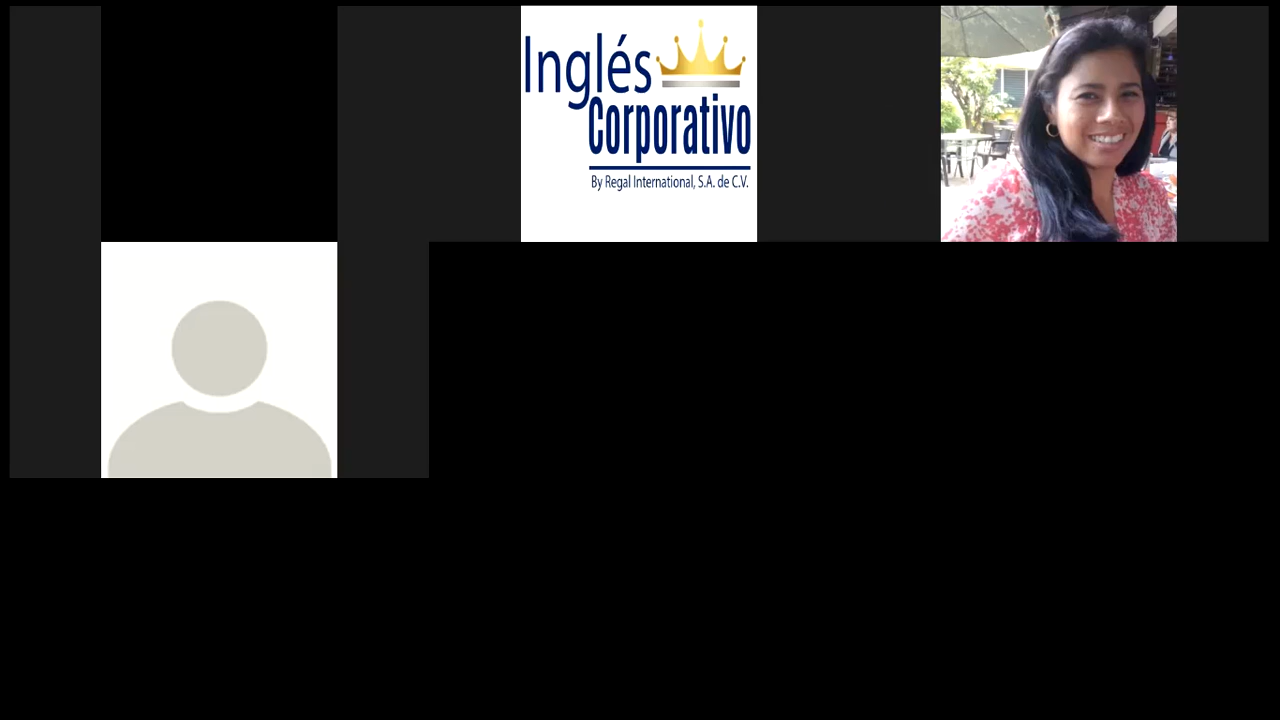 Inglés
Corporativo
By Regal International, S.A. de C.V.